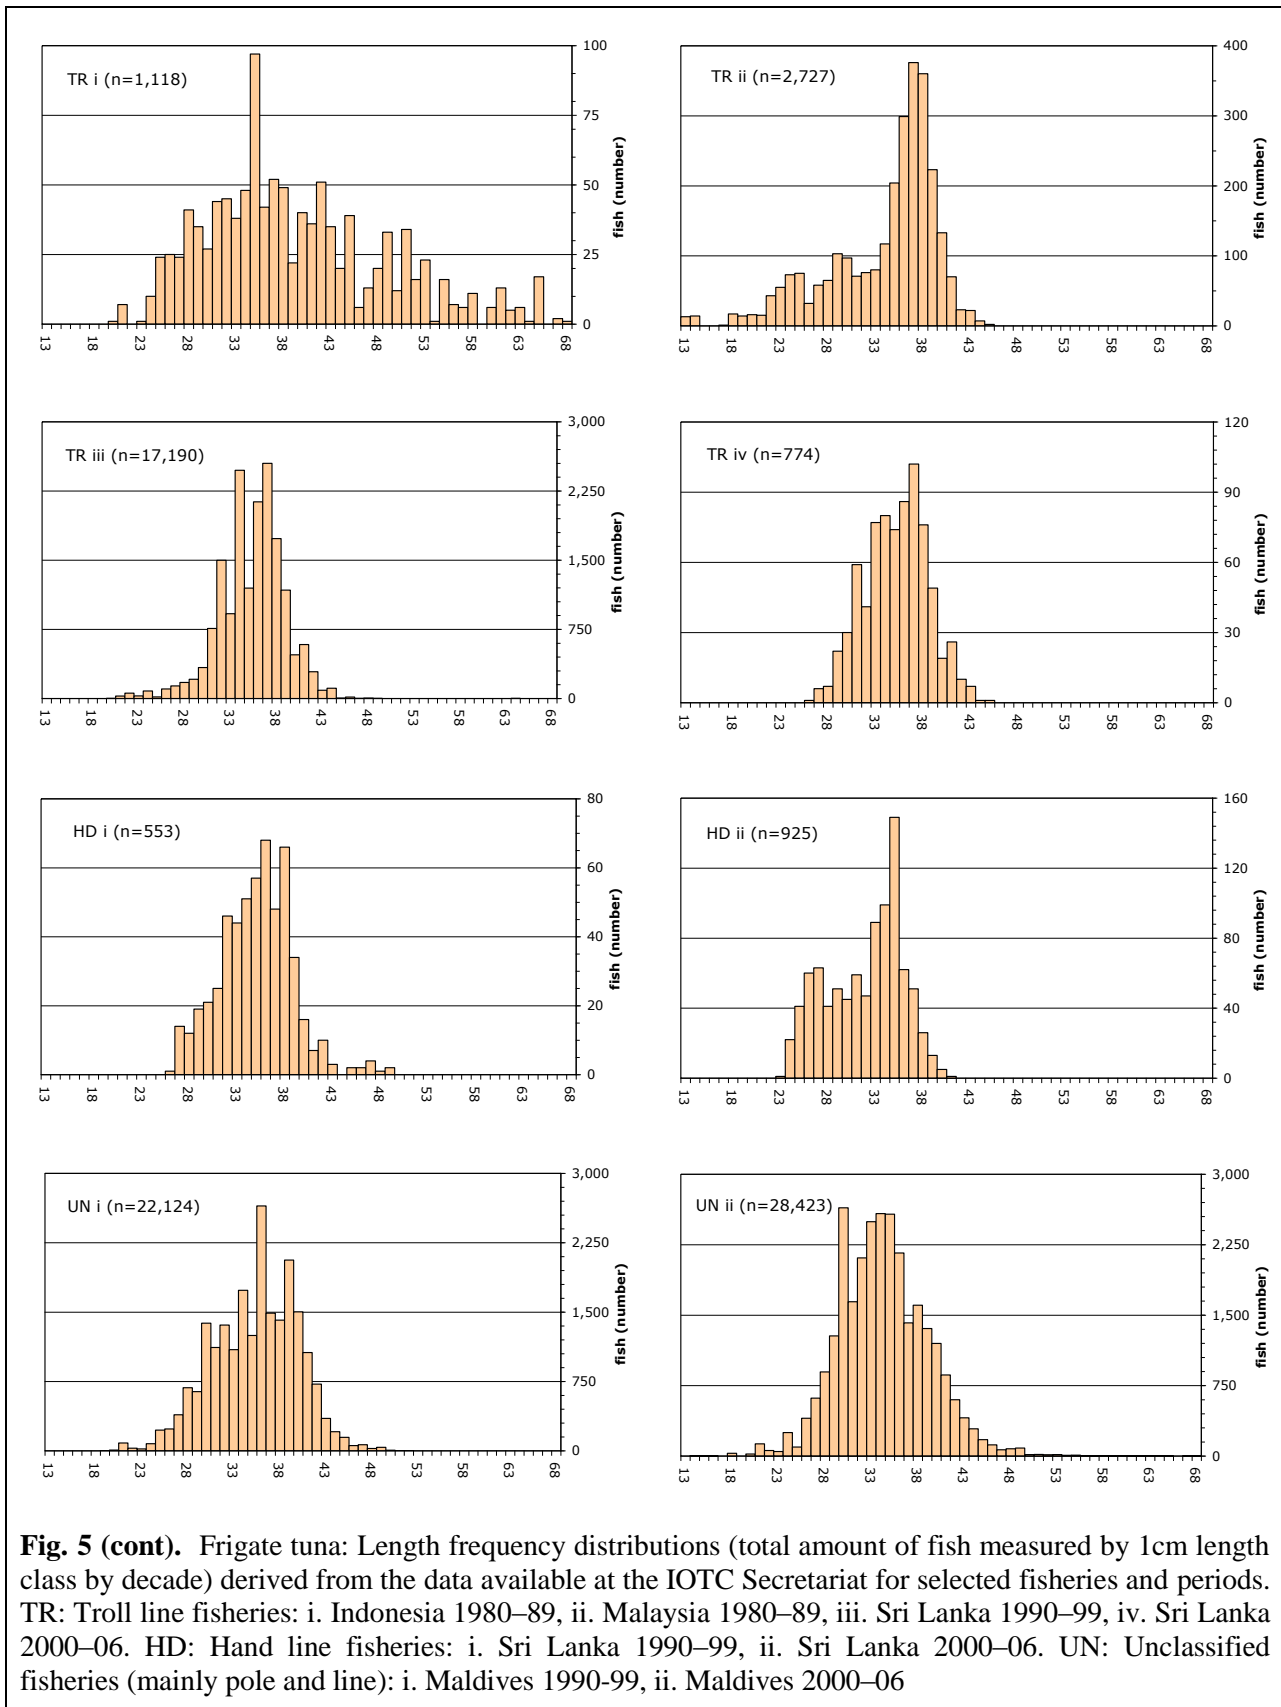 TR i (n=1,118)
100
75
50
25
0
fish (number)
13 18 23 28 33 38 43 48 53 58 63 68
TR ii (n=2,727)
400
300
200
100
0
fish (number)
13 18 23 28 33 38 43 48 53 58 63 68
TR iii (n=17,190)
3,000
2,250
1,500
750
0
fish (number)
13 18 23 28 33 38 43 48 53 58 63 68
TR iv (n=774)
120
90
60
30
0
fish (number)
13 18 23 28 33 38 43 48 53 58 63 68
HD i (n=553)
80
60
40
20
0
fish (number)
13 18 23 28 33 38 43 48 53 58 63 68
HD ii (n=925)
160
120
80
40
0
fish (number)
13 18 23 28 33 38 43 48 53 58 63 68
UN i (n=22,124)
3,000
2,250
1,500
750
0
fish (number)
13 18 23 28 33 38 43 48 53 58 63 68
UN ii (n=28,423)
3,000
2,250
1,500
750
0
fish (number)
13 18 23 28 33 38 43 48 53 58 63 68
Fig. 5 (cont). Frigate tuna: Length frequency distributions (total amount of fish measured by 1cm length
class by decade) derived from the data available at the IOTC Secretariat for selected fisheries and periods.
TR: Troll line fisheries: i. Indonesia 1980–89, ii. Malaysia 1980–89, iii. Sri Lanka 1990–99, iv. Sri Lanka
2000–06. HD: Hand line fisheries: i. Sri Lanka 1990–99, ii. Sri Lanka 2000–06. UN: Unclassified
fisheries (mainly pole and line): i. Maldives 1990-99, ii. Maldives 2000–06